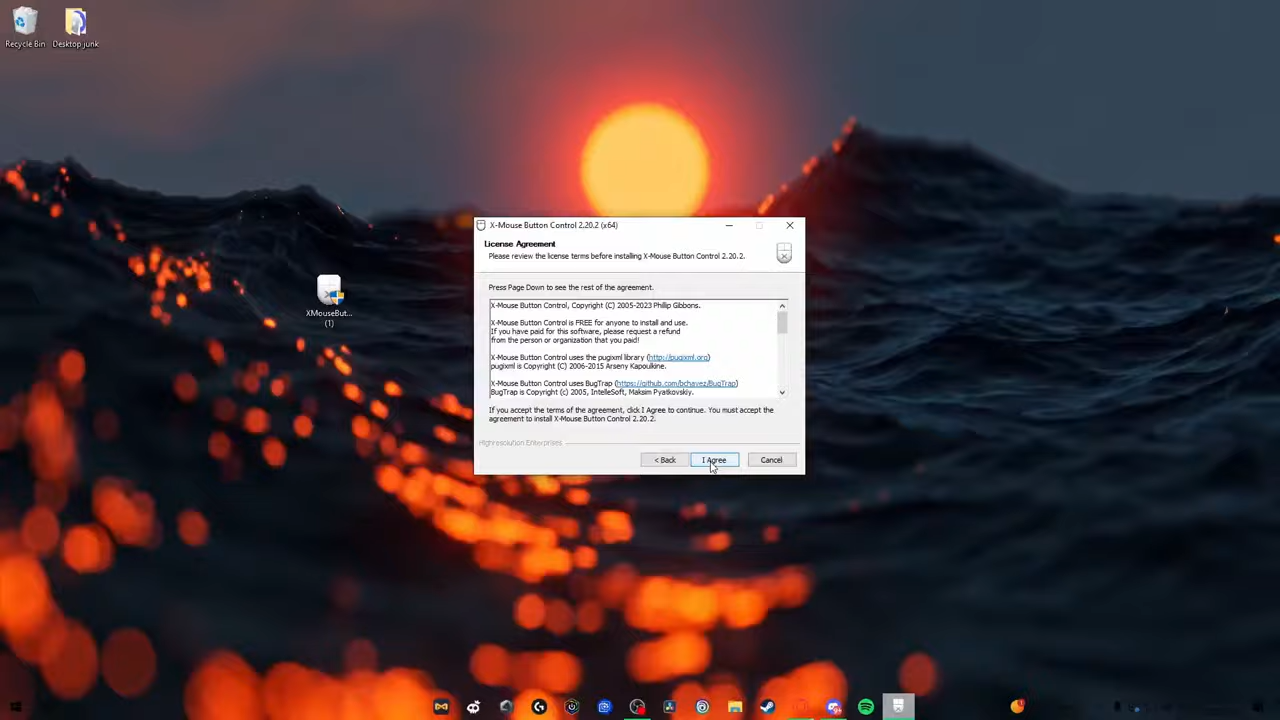 Recycle Bin
Desktop junk
XMouseBut...
(1)
X-Mouse Button Control 2.20.2 (x64)
License Agreement
Please review the license terms before installing X-Mouse Button Control 2.20.2.
Press Page Down to see the rest of the agreement.
X-Mouse Button Control, Copyright (C) 2005-2023 Phillip Gibbons.
X-Mouse Button Control is FREE for anyone to install and use.
If you have paid for this software, please request a refund
from the person or organization that you paid!
X-Mouse Button Control uses the pugixml library (http://pugixml.org)
pugixml is Copyright (C) 2006-2015 Arseny Kapoulkine.
X-Mouse Button Control uses BugTrap (https://github.com/bchavez/BugTrap)
BugTrap is Copyright (c) 2005, IntelleSoft, Maksim Pyatkovskiy.
If you accept the terms of the agreement, click I Agree to continue. You must accept the
agreement to install X-Mouse Button Control 2.20.2.
Highresolution Enterprises
< Back
I Agree
Cancel